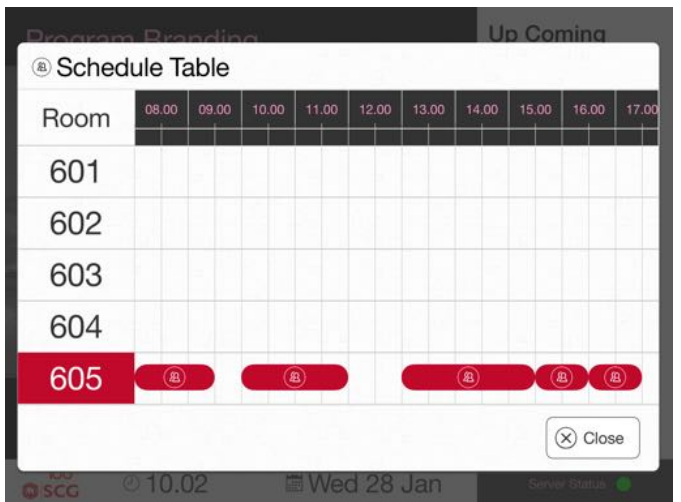 Program Branding
Up Coming
Schedule Table
Room 08.00 09.00 10.00 11.00 12.00 13.00 14.00 15.00 16.00 17.00
601
602
603
604
605
Close
SCG 10.02 Wed 28 Jan Server Status